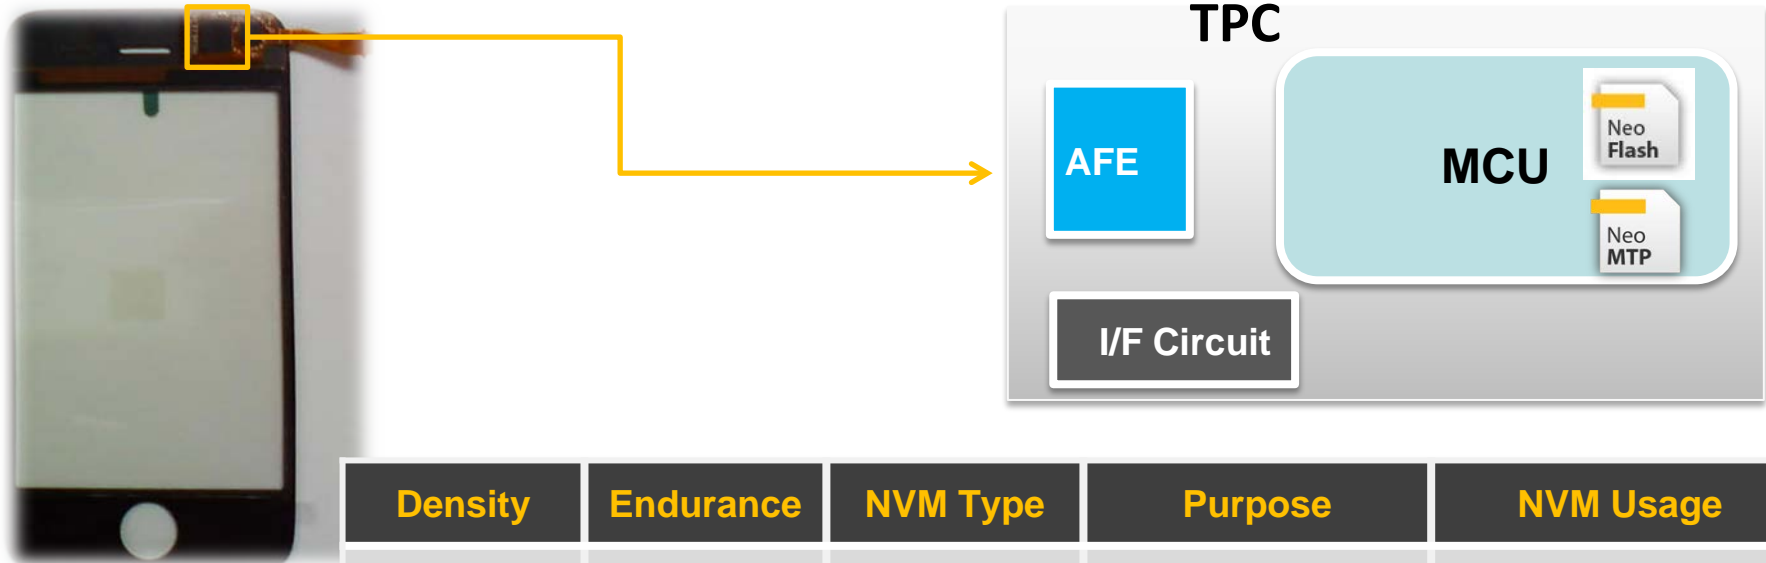 TPC
AFE
MCU
Neo
Flash
Neo
MTP
I/F Circuit
Density Endurance NVM Type Purpose NVM Usage